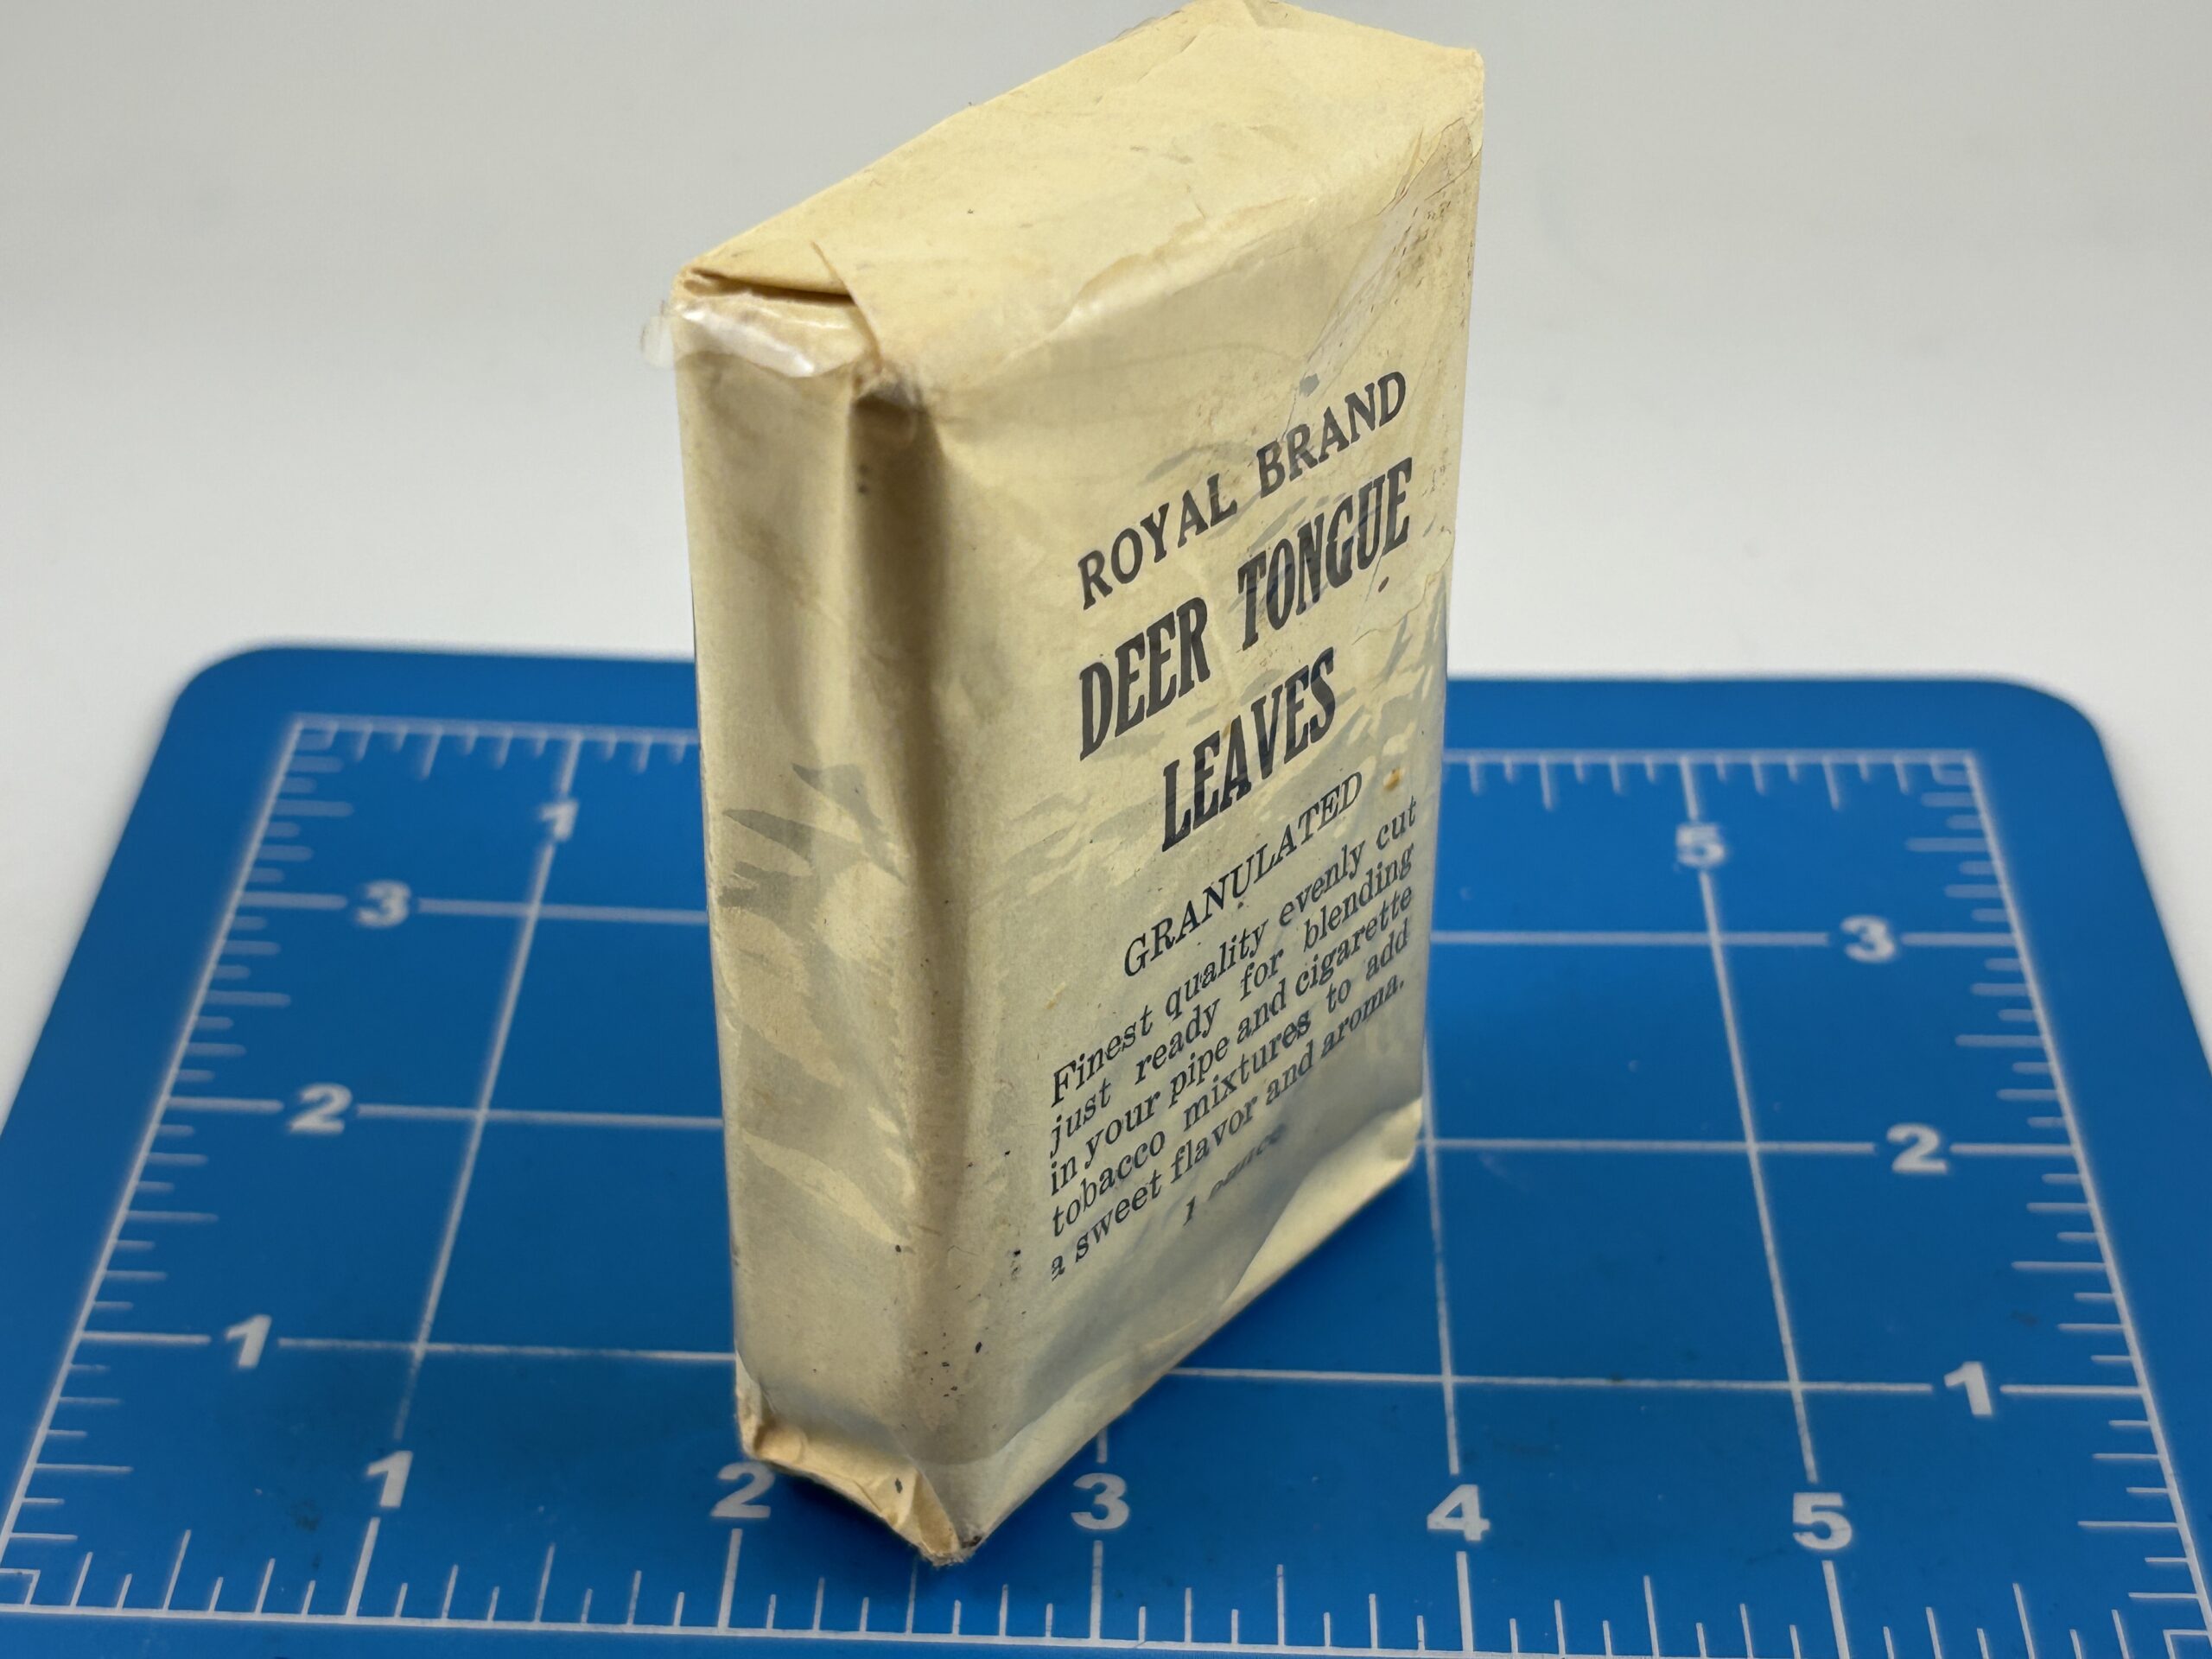 ROYAL BRAND
DEER TONGUE
LEAVES
GRANULATED
Finest quality evenly cut
just ready for blending
in your pipe and cigarette
tobacco mixtures to add
a sweet flavor and aroma.
1 ounce
1
5
3
3
2
2
1
1
1
2
3
4
5